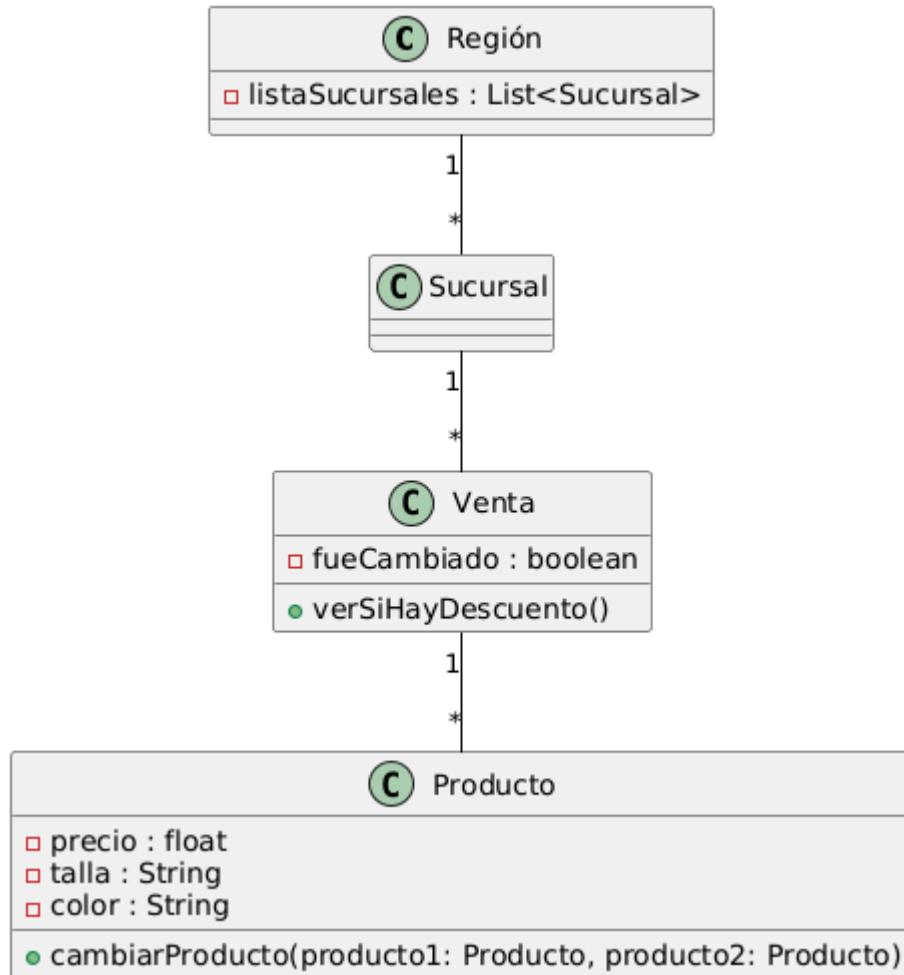 C Región
listaSucursales : List<Sucursal>
1
*
C Sucursal
1
*
C Venta
fueCambiado : boolean
verSiHayDescuento()
1
*
C Producto
precio : float
talla : String
color : String
cambiarProducto(producto1: Producto, producto2: Producto)